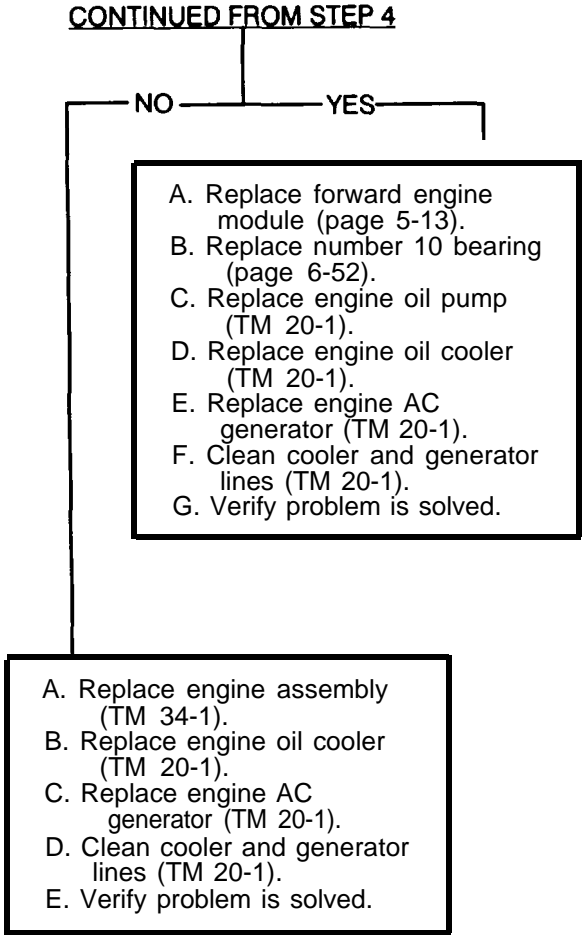 CONTINUED FROM STEP 4
NO YES
A. Replace forward engine
module (page 5-13).
B. Replace number 10 bearing
(page 6-52).
C. Replace engine oil pump
(TM 20-1).
D. Replace engine oil cooler
(TM 20-1).
E. Replace engine AC
generator (TM 20-1).
F. Clean cooler and generator
lines (TM 20-1).
G. Verify problem is solved.
A. Replace engine assembly
(TM 34-1).
B. Replace engine oil cooler
(TM 20-1).
C. Replace engine AC
generator (TM 20-1).
D. Clean cooler and generator
lines (TM 20-1).
E. Verify problem is solved.